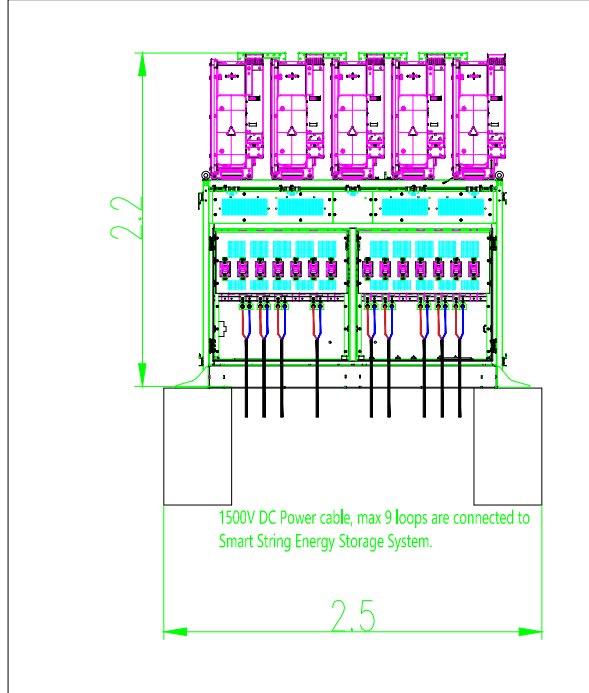 2.2
1500V DC Power cable, max 9 loops are connected to
Smart String Energy Storage System.
2.5